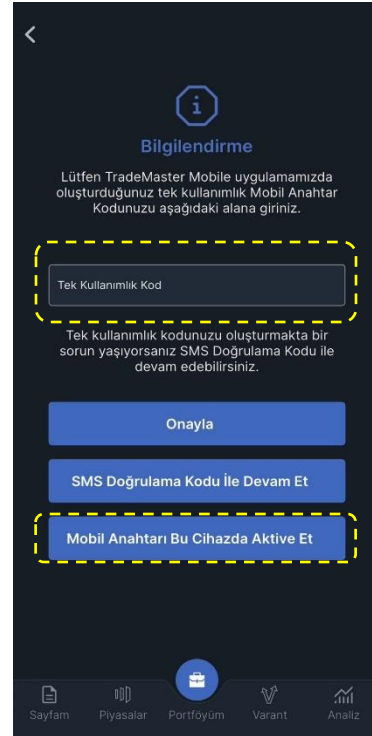 Bilgilendirme
Lütfen TradeMaster Mobile uygulamamızda
oluşturduğunuz tek kullanımlık Mobil Anahtar
Kodunuzu aşağıdaki alana giriniz.
Tek Kullanımlık Kod
Tek kullanımlık kodunuzu oluşturmakta bir
sorun yaşıyorsanız SMS Doğrulama Kodu ile
devam edebilirsiniz.
Onayla
SMS Doğrulama Kodu İle Devam Et
Mobil Anahtarı Bu Cihazda Aktive Et
Sayfam Piyasalar Portföyüm Varant Analiz